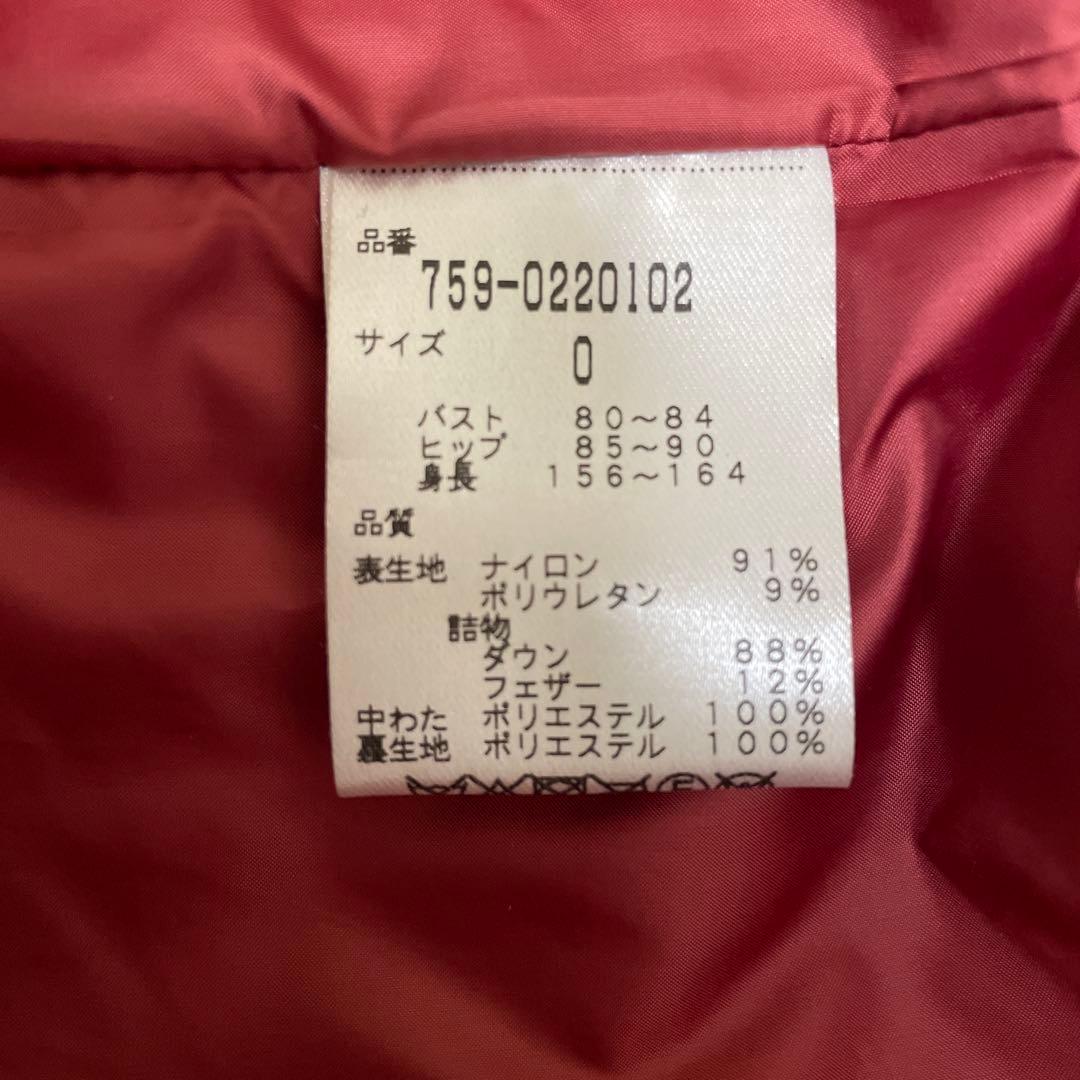 品番
759-0220102
サイズ 0
バスト 80～84
ヒップ 85～90
身長 156～164
品質
表生地 ナイロン 91%
ポリウレタン 9%
詰物
ダウン 88%
フェザー 12%
中わた ポリエステル 100%
裏生地 ポリエステル 100%